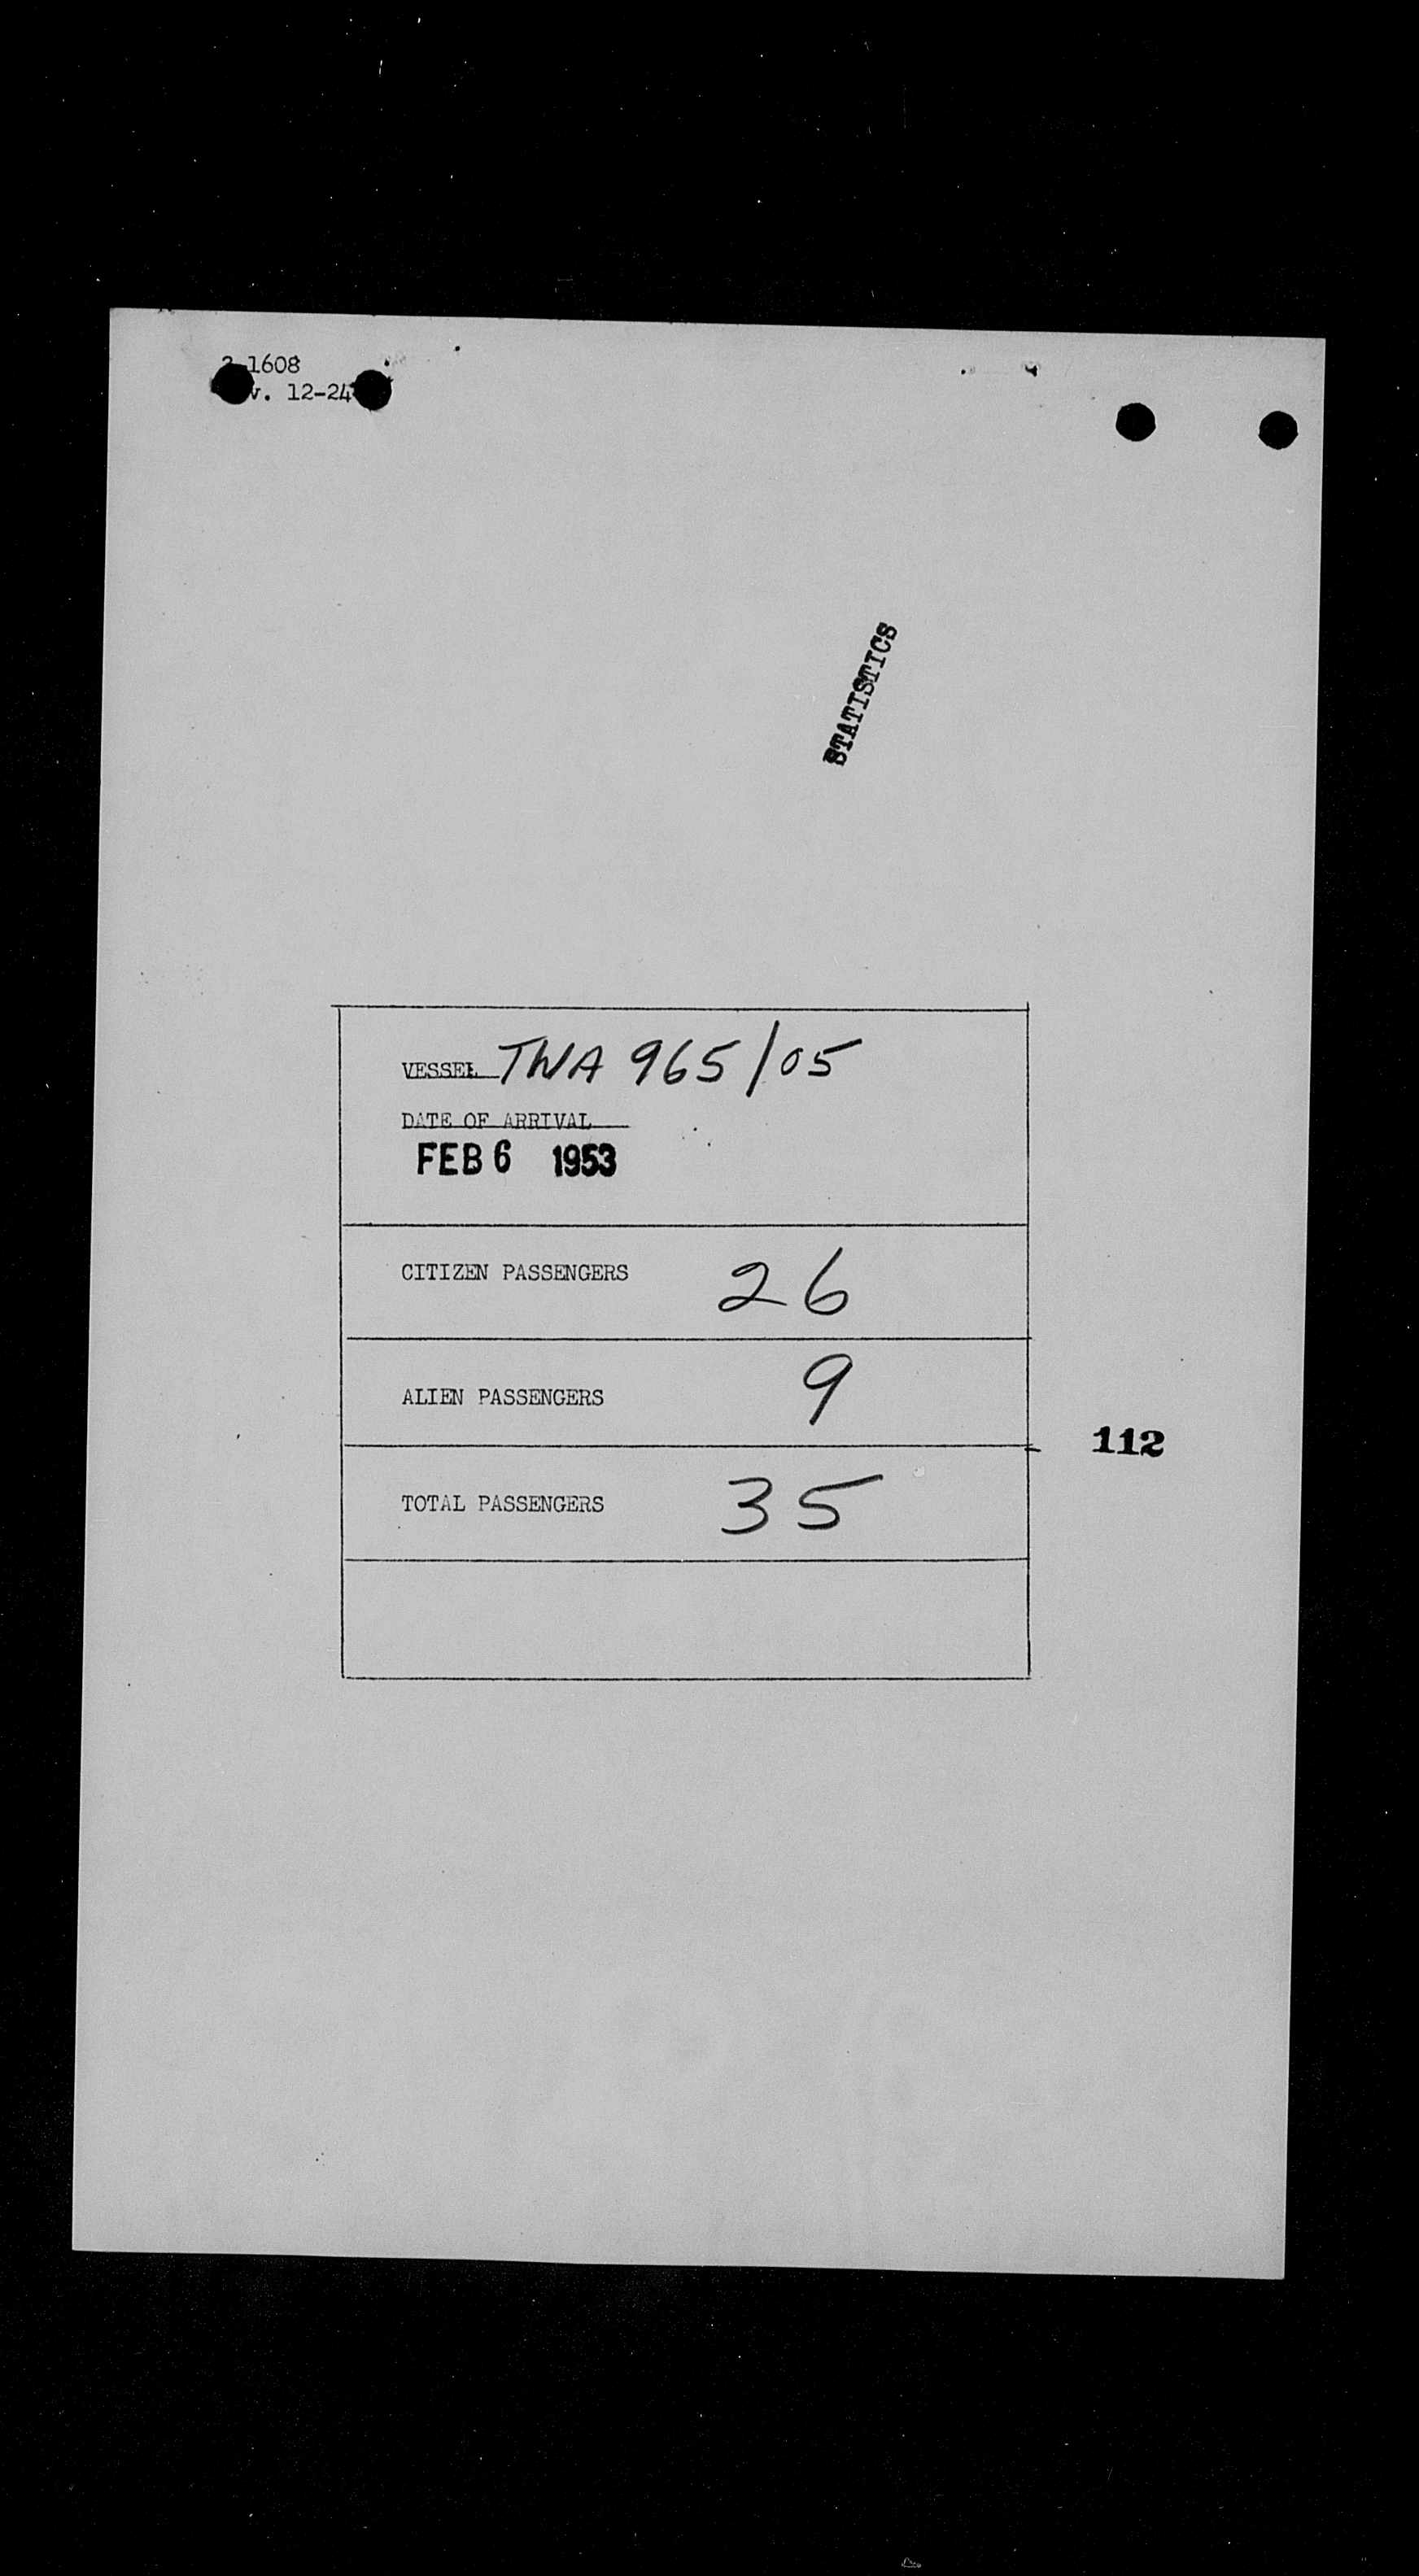 1608
v. 12-24
STATISTICS
VESSEL TWA 965/05
DATE OF ARRIVAL
FEB 6 1953
CITIZEN PASSENGERS 26
ALIEN PASSENGERS 9
112
TOTAL PASSENGERS 35